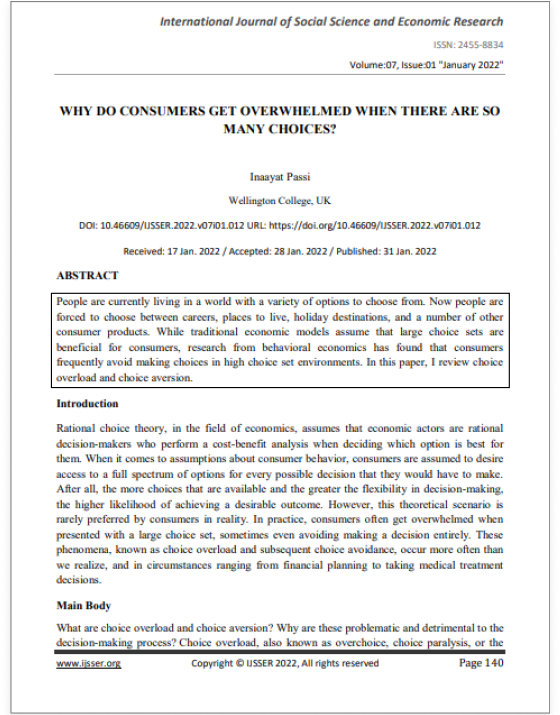 International Journal of Social Science and Economic Research
ISSN: 2455-8834
Volume:07, Issue:01 "January 2022"
WHY DO CONSUMERS GET OVERWHELMED WHEN THERE ARE SO
MANY CHOICES?
Inaayat Passi
Wellington College, UK
DOI: 10.46609/IJSSER.2022.v07i01.012 URL: https://doi.org/10.46609/IJSSER.2022.v07i01.012
Received: 17 Jan. 2022 / Accepted: 28 Jan. 2022 / Published: 31 Jan. 2022
ABSTRACT
People are currently living in a world with a variety of options to choose from. Now people are
forced to choose between careers, places to live, holiday destinations, and a number of other
consumer products. While traditional economic models assume that large choice sets are
beneficial for consumers, research from behavioral economics has found that consumers
frequently avoid making choices in high choice set environments. In this paper, I review choice
overload and choice aversion.
Introduction
Rational choice theory, in the field of economics, assumes that economic actors are rational
decision-makers who perform a cost-benefit analysis when deciding which option is best for
them. When it comes to assumptions about consumer behavior, consumers are assumed to desire
access to a full spectrum of options for every possible decision that they would have to make.
After all, the more choices that are available and the greater the flexibility in decision-making,
the higher likelihood of achieving a desirable outcome. However, this theoretical scenario is
rarely preferred by consumers in reality. In practice, consumers often get overwhelmed when
presented with a large choice set, sometimes even avoiding making a decision entirely. These
phenomena, known as choice overload and subsequent choice avoidance, occur more often than
we realize, and in circumstances ranging from financial planning to taking medical treatment
decisions.
Main Body
What are choice overload and choice aversion? Why are these problematic and detrimental to the
decision-making process? Choice overload, also known as overchoice, choice paralysis, or the
www.ijsser.org Copyright © IJSSER 2022, All rights reserved Page 140